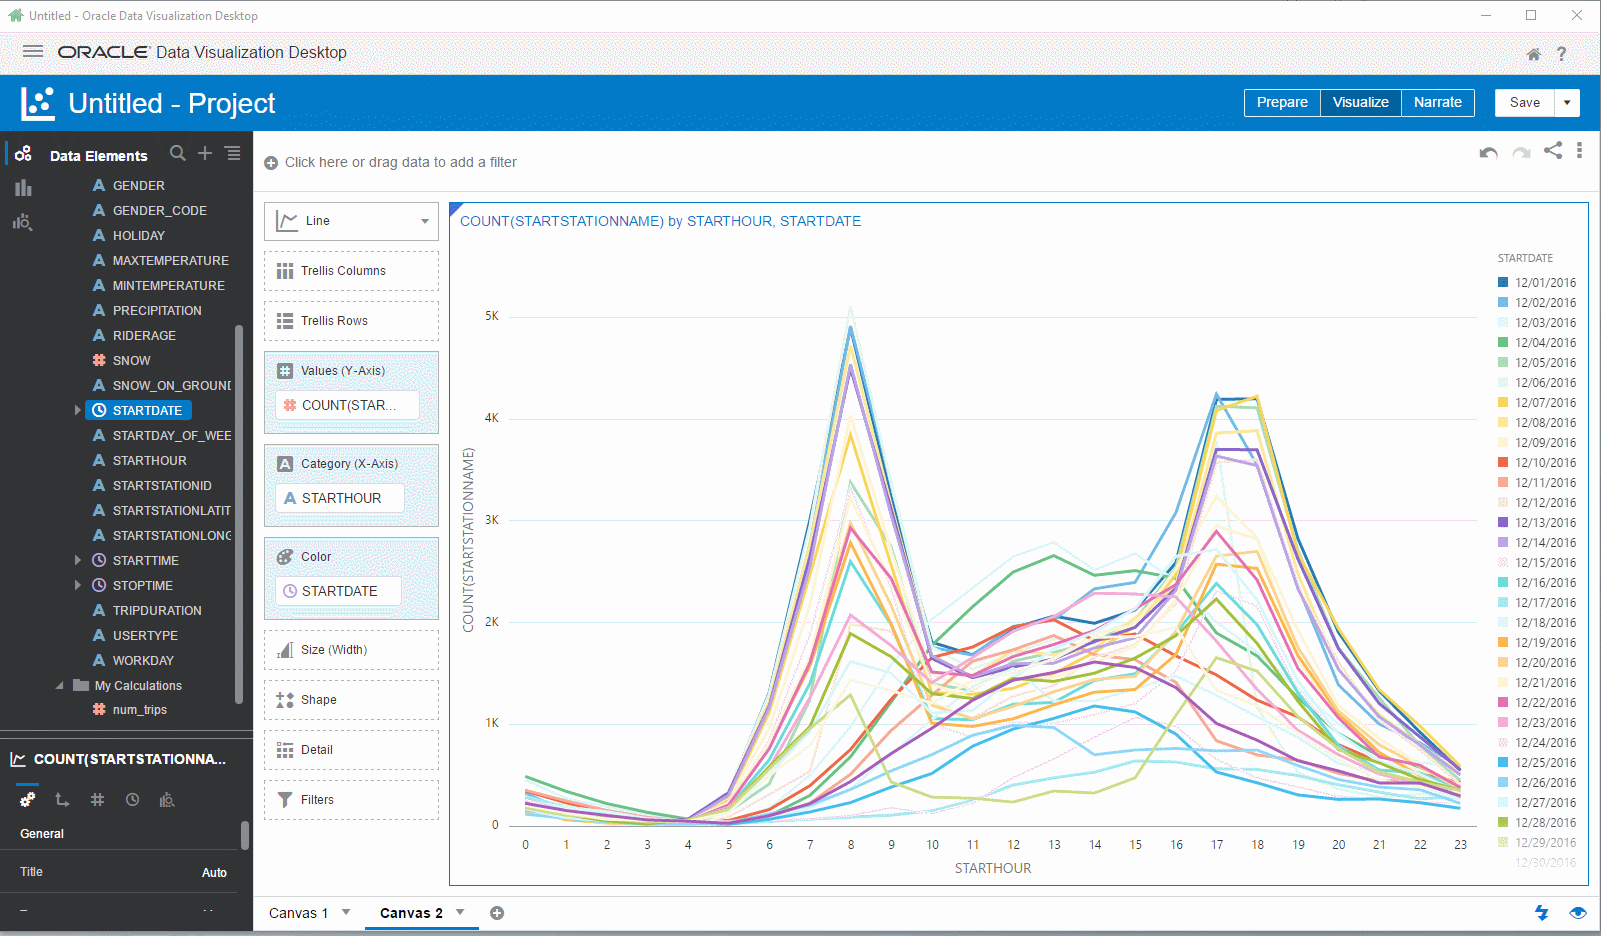 Untitled - Oracle Data Visualization Desktop
ORACLE Data Visualization Desktop
?
Untitled - Project
Prepare
Visualize
Narrate
Save
Data Elements
Click here or drag data to add a filter
GENDER
GENDER_CODE
HOLIDAY
MAXTEMPERATURE
MINTEMPERATURE
PRECIPITATION
RIDERAGE
SNOW
SNOW_ON_GROUND
STARTDATE
STARTDAY_OF_WEE
STARTHOUR
STARTSTATIONID
STARTSTATIONLATIT
STARTSTATIONLONG
STARTTIME
STOPTIME
TRIPDURATION
USERTYPE
WORKDAY
My Calculations
num_trips
COUNT(STARTSTATIONNA...
General
Title
Auto
Line
Trellis Columns
Trellis Rows
Values (Y-Axis)
COUNT(STAR...
Category (X-Axis)
A STARTHOUR
Color
STARTDATE
Size (Width)
Shape
Detail
Filters
COUNT(STARTSTATIONNAME) by STARTHOUR, STARTDATE
COUNT(STARTSTATIONNAME)
5K
4K
3K
2K
1K
0
0 1 2 3 4 5 6 7 8 9 10 11 12 13 14 15 16 17 18 19 20 21 22 23
STARTHOUR
STARTDATE
12/01/2016
12/02/2016
12/03/2016
12/04/2016
12/05/2016
12/06/2016
12/07/2016
12/08/2016
12/09/2016
12/10/2016
12/11/2016
12/12/2016
12/13/2016
12/14/2016
12/15/2016
12/16/2016
12/17/2016
12/18/2016
12/19/2016
12/20/2016
12/21/2016
12/22/2016
12/23/2016
12/24/2016
12/25/2016
12/26/2016
12/27/2016
12/28/2016
12/29/2016
12/30/2016
Canvas 1
Canvas 2